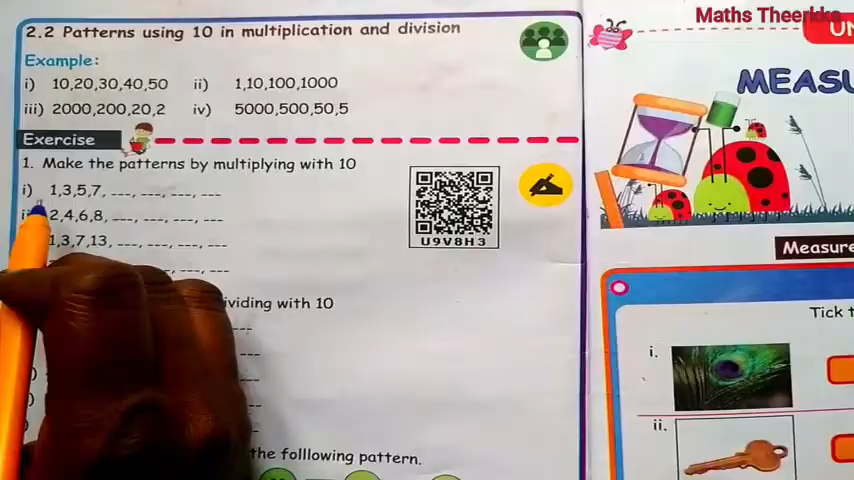 Maths Theerkka
2.2 Patterns using 10 in multiplication and division
Example:
i) 10,20,30,40,50 ii) 1,10,100,1000
iii) 2000,200,20,2 iv) 5000,500,50,5
Exercise
1. Make the patterns by multiplying with 10
i) 1,3,5,7, ---, ---, ---, ---
2,4,6,8, ---, ---, ---, ---
1,3,7,13, ---, ---, ---, ---
---, ---
ividing with 10
---
---
---
---
---
the folllowing pattern.
U9V8H3
UN
MEASU
Measure
Tick t
i.
ii.